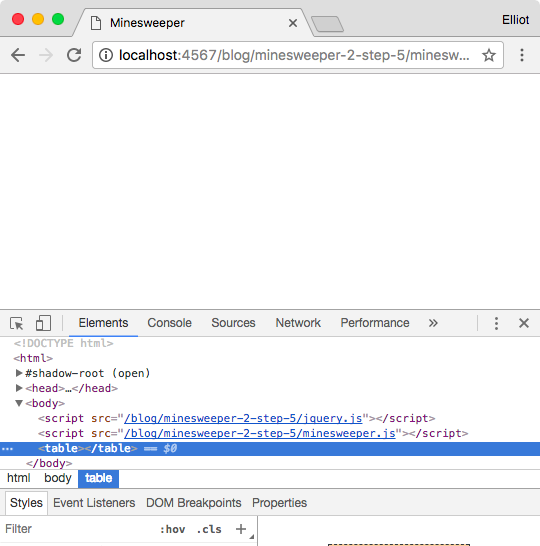 Minesweeper
Elliot
localhost:4567/blog/minesweeper-2-step-5/minesw...
Elements Console Sources Network Performance »
<!DOCTYPE html>
<html>
#shadow-root (open)
<head>…</head>
<body>
<script src="/blog/minesweeper-2-step-5/jquery.js"></script>
<script src="/blog/minesweeper-2-step-5/minesweeper.js"></script>
<table></table> == $0
</body>
html body table
Styles Event Listeners DOM Breakpoints Properties
Filter :hov .cls +